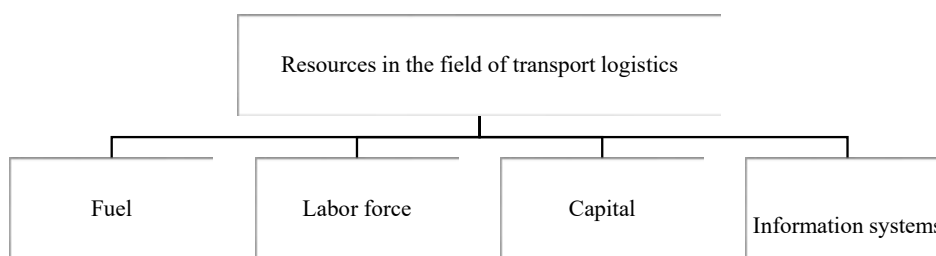 Resources in the field of transport logistics
Fuel
Labor force
Capital
Information systems